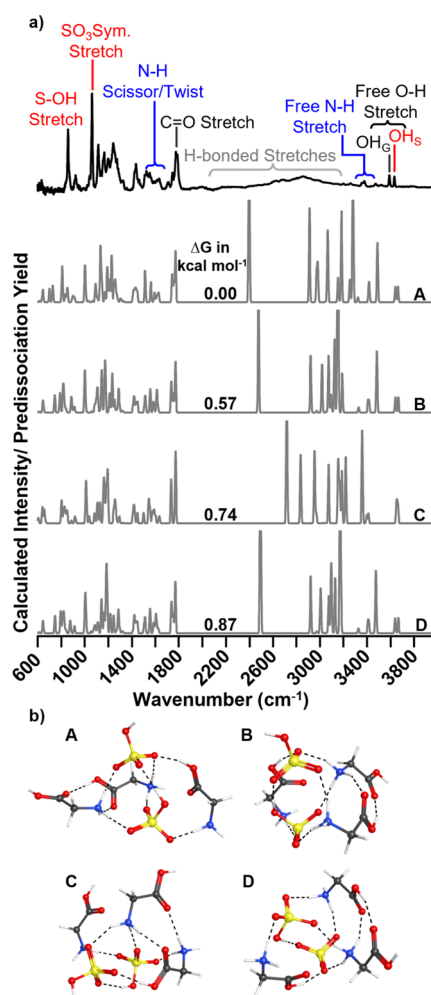 a)
SO₃Sym.
Stretch
S-OH
Stretch
N-H
Scissor/Twist
C=O Stretch
Free O-H
Stretch
Free N-H
Stretch
OH_G
OH_S
H-bonded Stretches
ΔG in
kcal mol⁻¹
0.00
A
0.57
B
0.74
C
0.87
D
Calculated Intensity/ Predissociation Yield
600 1000 1400 1800 2200 2600 3000 3400 3800
Wavenumber (cm⁻¹)
b)
A
B
C
D